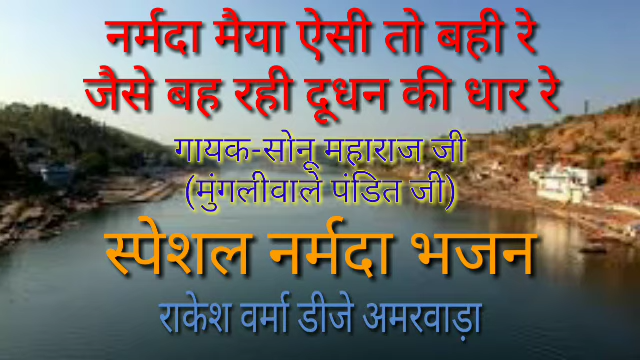 नर्मदा मैया ऐसी तो बही रे
जैसे बह रही दूधन की धार रे
गायक-सोनू महाराज जी
(मुंगलीवाले पंडित जी)
स्पेशल नर्मदा भजन
राकेश वर्मा डीजे अमरवाड़ा